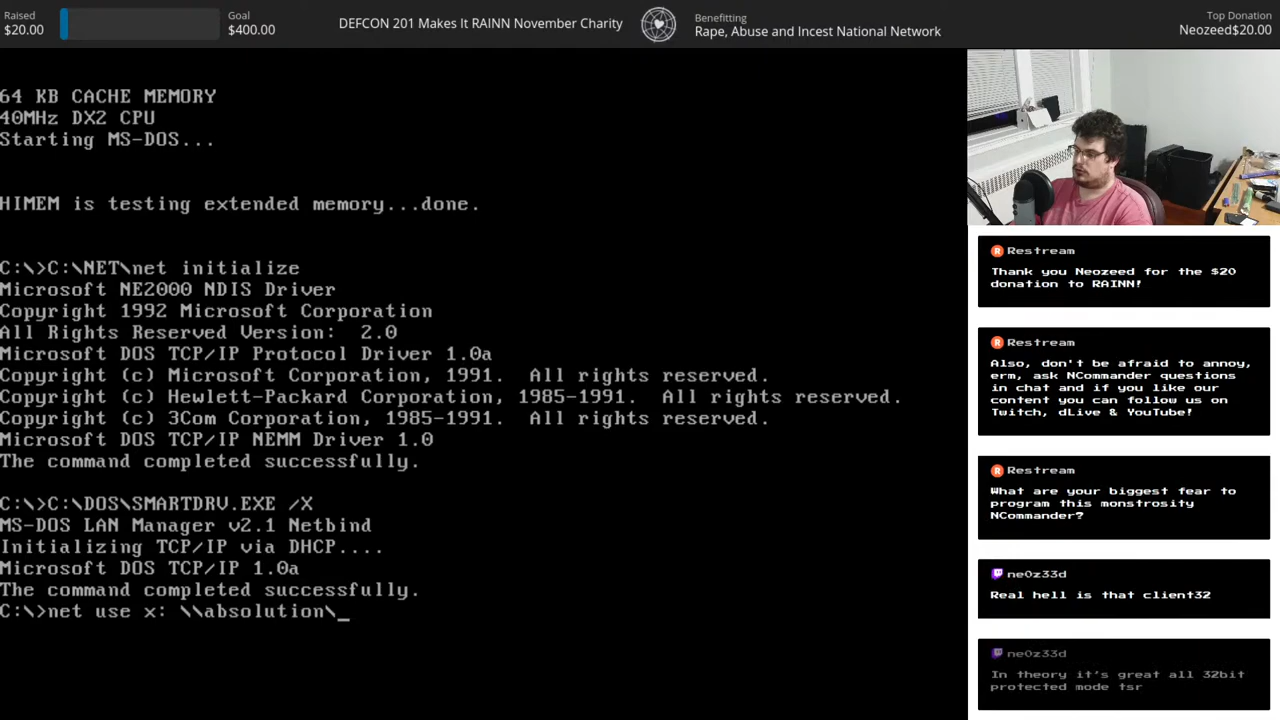 Raised
$20.00
Goal
$400.00
DEFCON 201 Makes It RAINN November Charity
Benefitting
Rape, Abuse and Incest National Network
Top Donation
Neozeed$20.00
64 KB CACHE MEMORY
40MHz DX2 CPU
Starting MS-DOS...
HIMEM is testing extended memory...done.
C:\>C:\NET\net initialize
Microsoft NE2000 NDIS Driver
Copyright 1992 Microsoft Corporation
All Rights Reserved Version:  2.0
Microsoft DOS TCP/IP Protocol Driver 1.0a
Copyright (c) Microsoft Corporation, 1991.  All rights reserved.
Copyright (c) Hewlett-Packard Corporation, 1985-1991.  All rights reserved.
Copyright (c) 3Com Corporation, 1985-1991.  All rights reserved.
Microsoft DOS TCP/IP NEMM Driver 1.0
The command completed successfully.
C:\>C:\DOS\SMARTDRV.EXE /X
MS-DOS LAN Manager v2.1 Netbind
Initializing TCP/IP via DHCP....
Microsoft DOS TCP/IP 1.0a
The command completed successfully.
C:\>net use x: \\absolution\_
Restream
Thank you Neozeed for the $20
donation to RAINN!
Restream
Also, don't be afraid to annoy,
erm, ask NCommander questions
in chat and if you like our
content you can follow us on
Twitch, dLive & YouTube!
Restream
What are your biggest fear to
program this monstrosity
NCommander?
ne0z33d
Real hell is that client32
ne0z33d
In theory it's great all 32bit
protected mode tsr